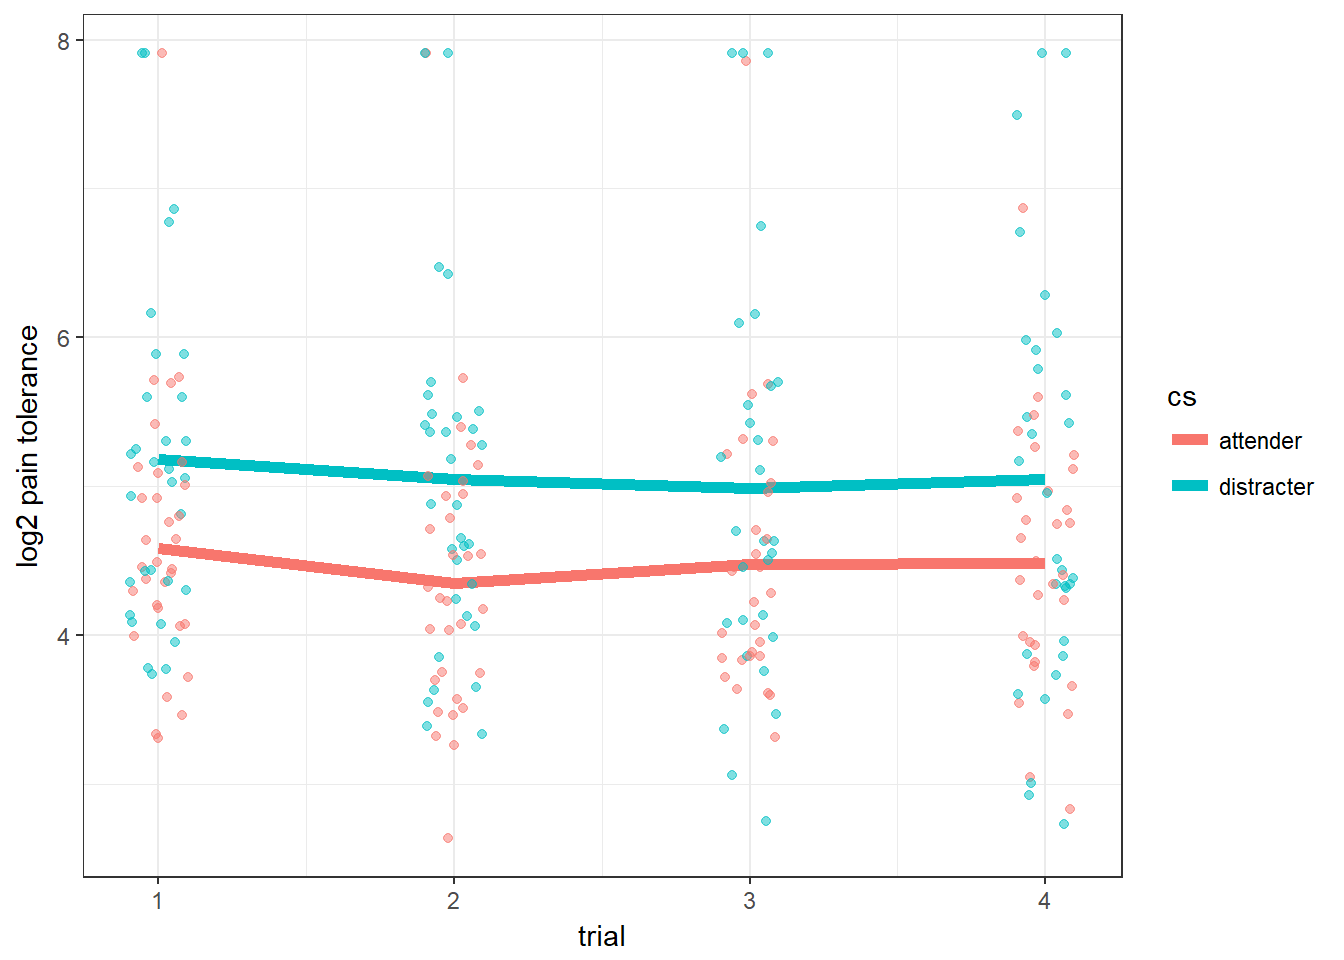 8
6
4
log2 pain tolerance
1 2 3 4
trial
cs
attender
distracter